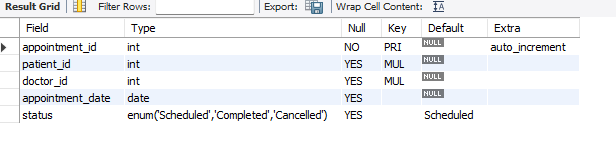 Result Grid Filter Rows: Export: Wrap Cell Content: IA
Field Type Null Key Default Extra
appointment_id int NO PRI NULL auto_increment
patient_id int YES MUL NULL
doctor_id int YES MUL NULL
appointment_date date YES NULL
status enum('Scheduled','Completed','Cancelled') YES Scheduled